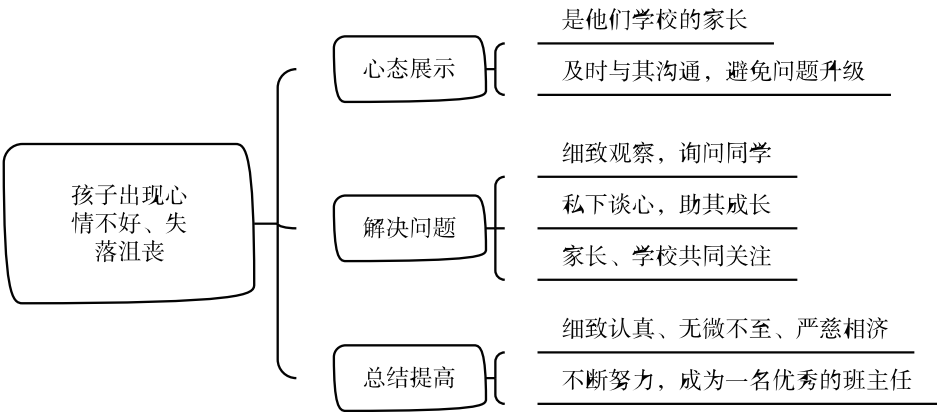 孩子出现心
情不好、失
落沮丧
心态展示
是他们学校的家长
及时与其沟通，避免问题升级
解决问题
细致观察，询问同学
私下谈心，助其成长
家长、学校共同关注
总结提高
细致认真、无微不至、严慈相济
不断努力，成为一名优秀的班主任